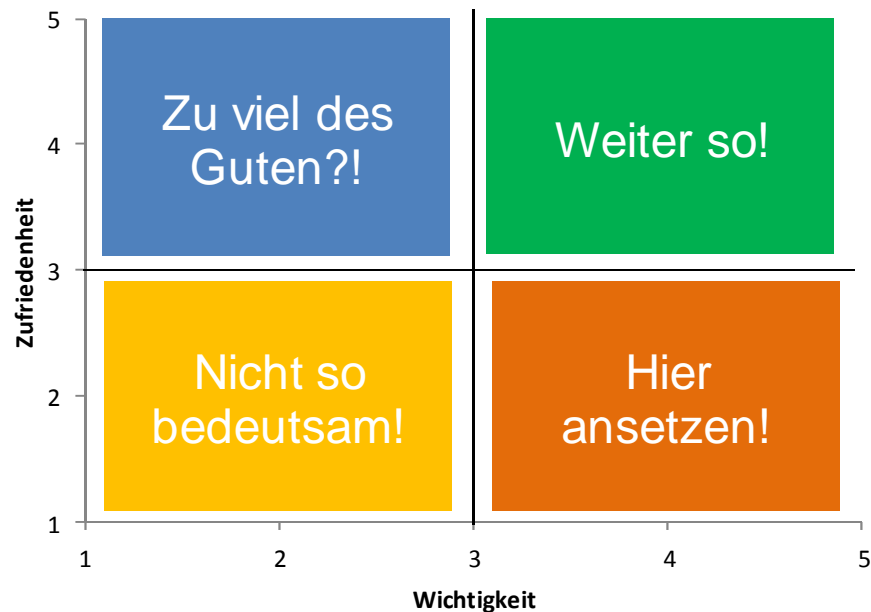 5
Zu viel des
Guten?!
Weiter so!
4
Zufriedenheit
3
Nicht so
bedeutsam!
Hier
ansetzen!
2
1
1 2 3 4 5
Wichtigkeit